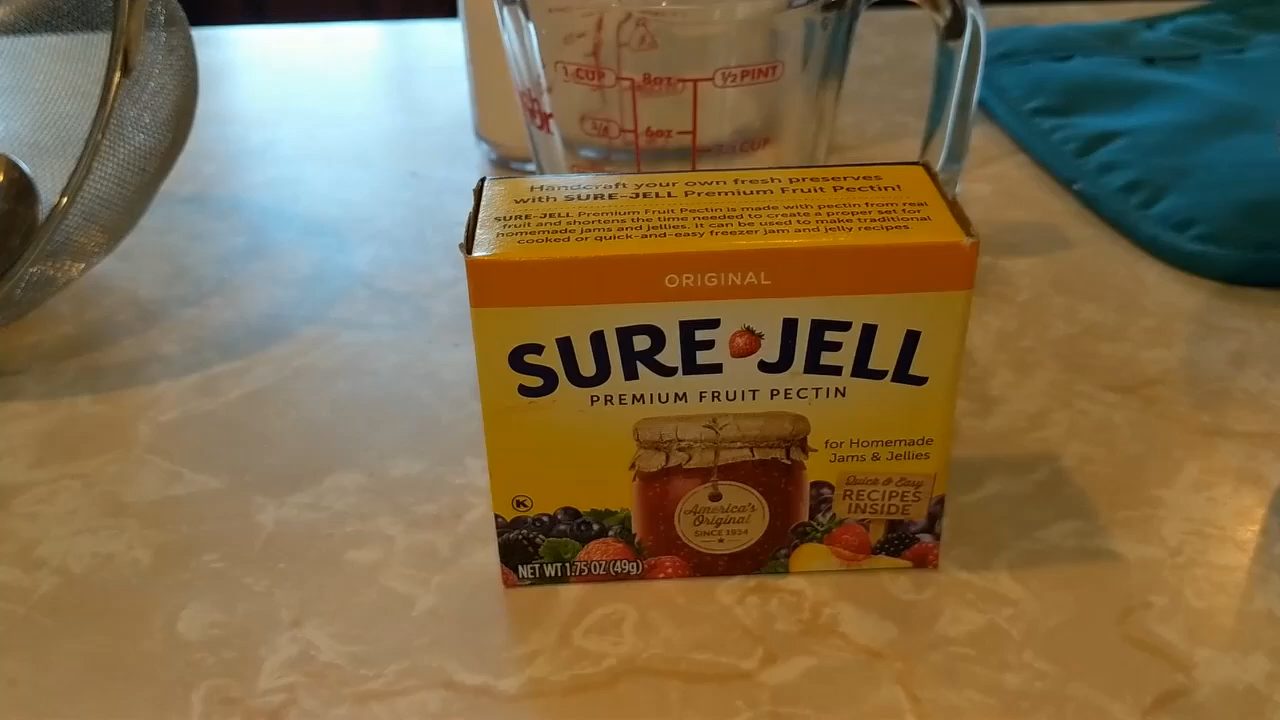 1 CUP 8oz 1/2 PINT
3/4 6oz
CUP
Handcraft your own fresh preserves
with SURE-JELL Premium Fruit Pectin!
SURE-JELL Premium Fruit Pectin is made with pectin from real
fruit and shortens the time needed to create a proper set for
homemade jams and jellies. It can be used to make traditional
cooked or quick-and-easy freezer jam and jelly recipes.
ORIGINAL
SURE JELL
PREMIUM FRUIT PECTIN
for Homemade
Jams & Jellies
Quick & Easy
RECIPES
INSIDE
K
America's
Original
SINCE 1934
NET WT 1.75 OZ (49g)